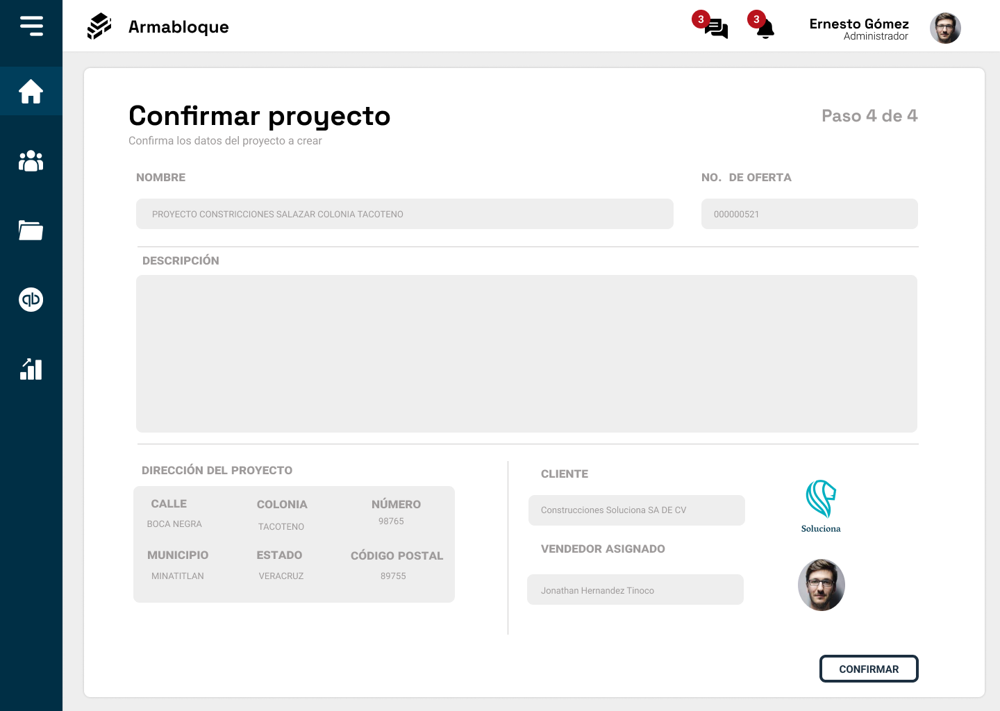 Armabloque
3
3
Ernesto Gómez
Administrador
Confirmar proyecto
Paso 4 de 4
Confirma los datos del proyecto a crear
NOMBRE
NO. DE OFERTA
PROYECTO CONSTRICCIONES SALAZAR COLONIA TACOTENO
000000521
DESCRIPCIÓN
DIRECCIÓN DEL PROYECTO
CALLE
COLONIA
NÚMERO
BOCA NEGRA
TACOTENO
98765
MUNICIPIO
ESTADO
CÓDIGO POSTAL
MINATITLAN
VERACRUZ
89755
CLIENTE
Construcciones Soluciona SA DE CV
Soluciona
VENDEDOR ASIGNADO
Jonathan Hernandez Tinoco
CONFIRMAR
qb